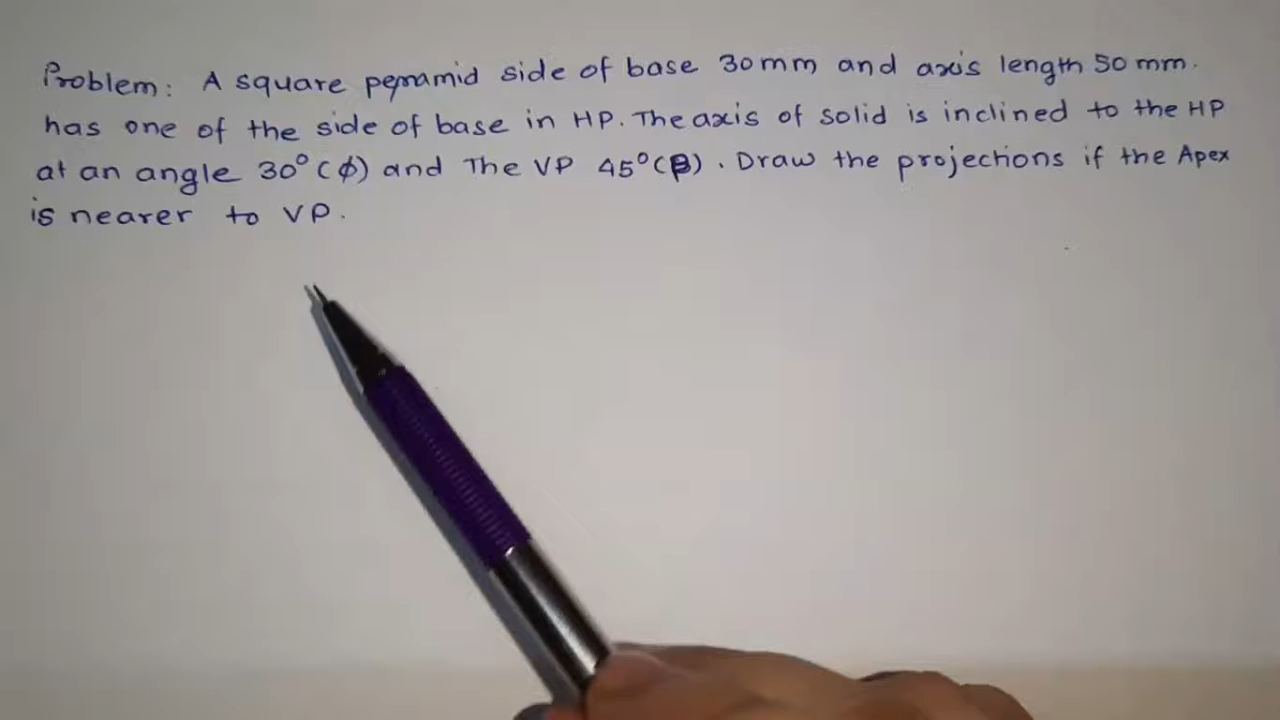 Problem: A square pyramid side of base 30mm and axis length 50 mm.
has one of the side of base in HP. The axis of solid is inclined to the HP
at an angle 30° (φ) and The VP 45° (β). Draw the projections if the Apex
is nearer to VP.